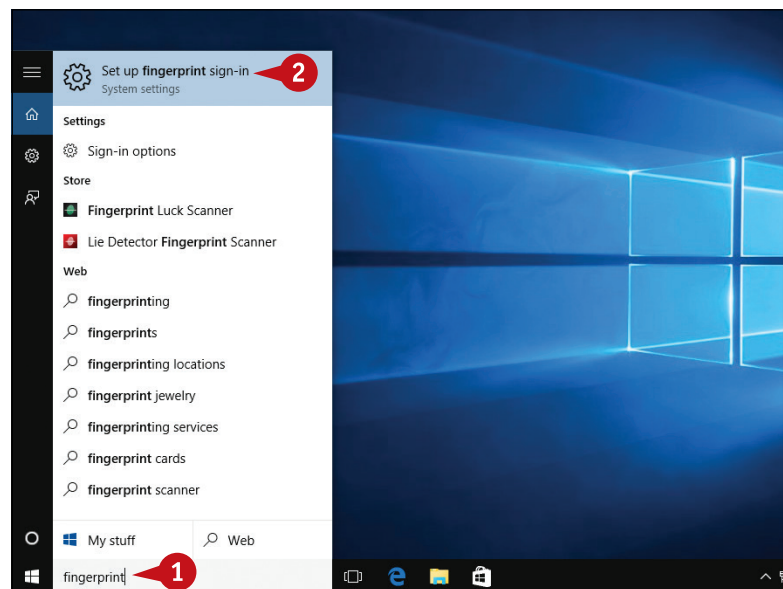 Set up fingerprint sign-in
2
System settings
Settings
Sign-in options
Store
Fingerprint Luck Scanner
Lie Detector Fingerprint Scanner
Web
fingerprinting
fingerprints
fingerprinting locations
fingerprint jewelry
fingerprinting services
fingerprint cards
fingerprint scanner
My stuff
Web
fingerprint
1